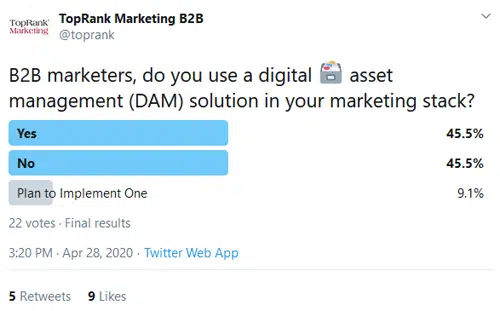 TopRank
Marketing
TopRank Marketing B2B
@toprank
B2B marketers, do you use a digital 🗃️ asset
management (DAM) solution in your marketing stack?
Yes 45.5%
No 45.5%
Plan to Implement One 9.1%
22 votes · Final results
3:20 PM · Apr 28, 2020 · Twitter Web App
5 Retweets 9 Likes